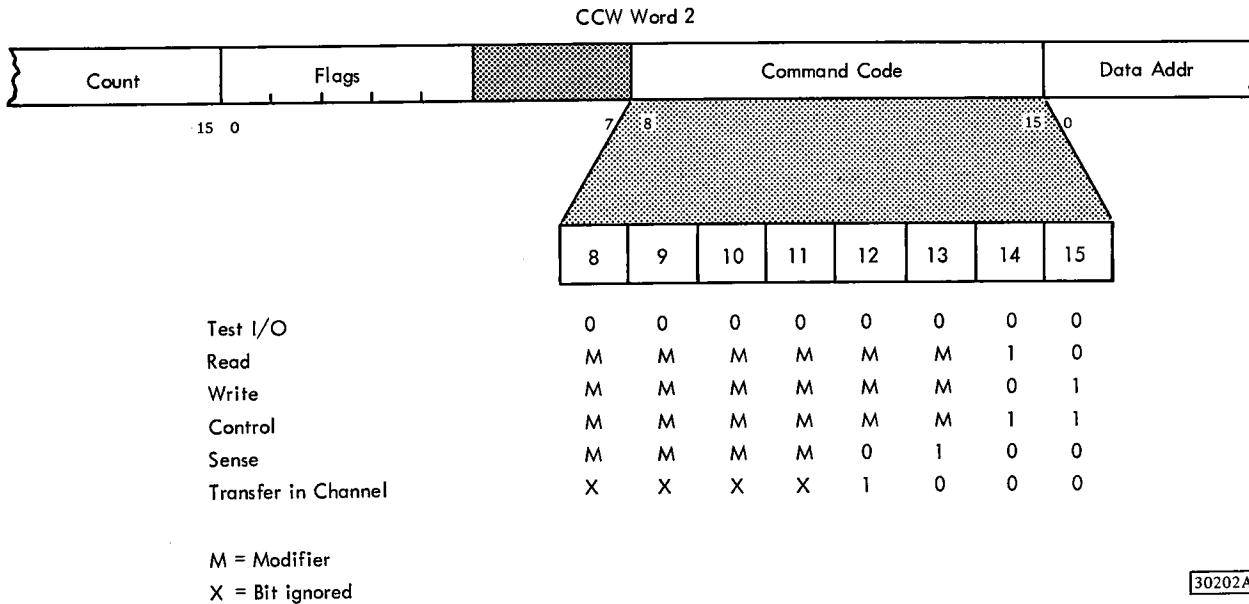 CCW Word 2
Count Flags Command Code Data Addr
15 0 7 8 15 0
8 9 10 11 12 13 14 15
Test I/O 0 0 0 0 0 0 0 0
Read M M M M M M 1 0
Write M M M M M M 0 1
Control M M M M M M 1 1
Sense M M M M 0 1 0 0
Transfer in Channel X X X X 1 0 0 0
M = Modifier
X = Bit ignored
30202A